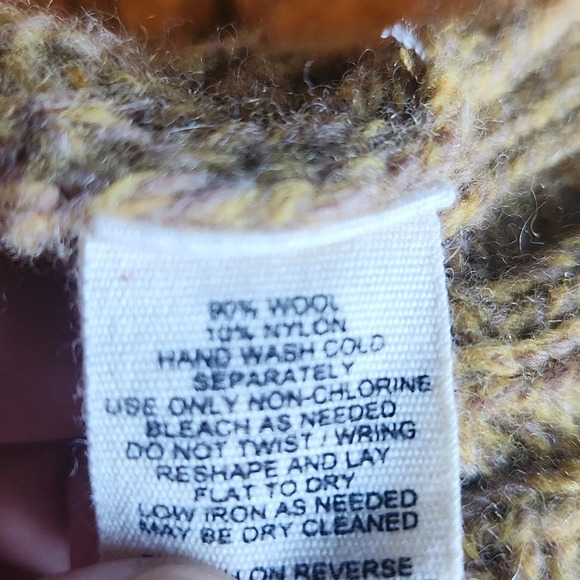 90% WOOL
10% NYLON
HAND WASH COLD
SEPARATELY
USE ONLY NON-CHLORINE
BLEACH AS NEEDED
DO NOT TWIST / WRING
RESHAPE AND LAY
FLAT TO DRY
LOW IRON AS NEEDED
MAY BE DRY CLEANED
ON REVERSE